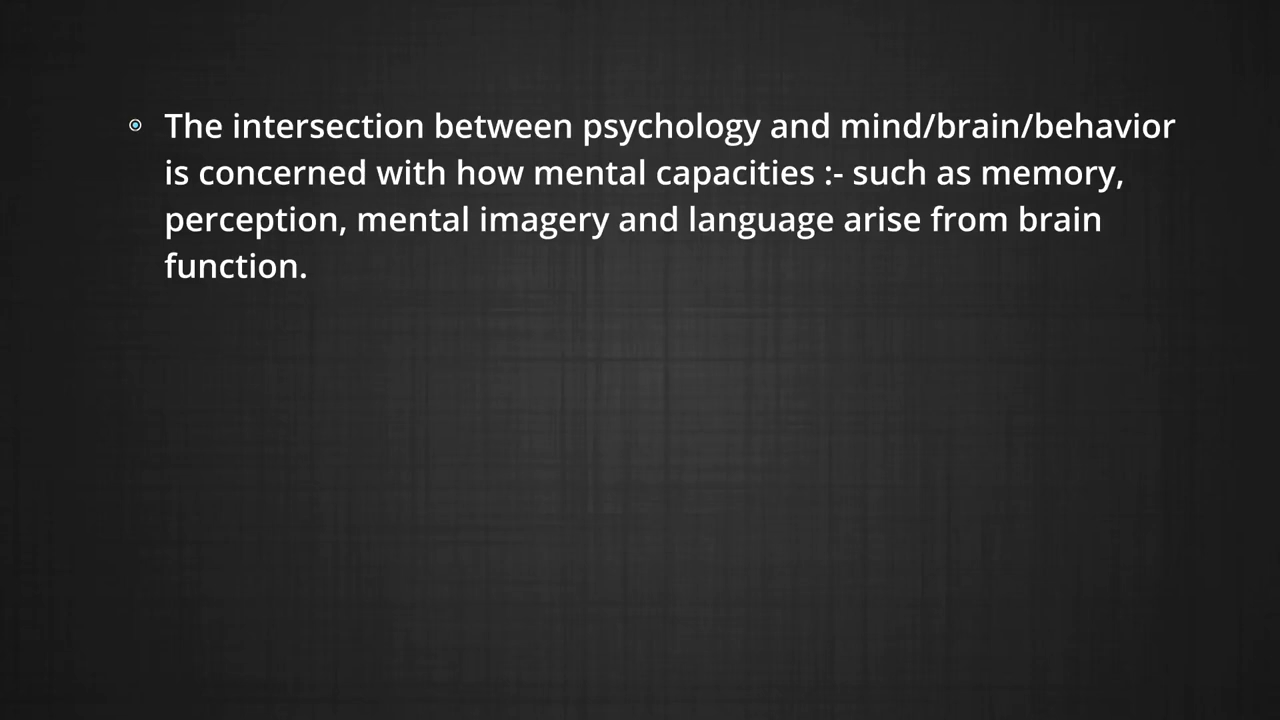 The intersection between psychology and mind/brain/behavior
is concerned with how mental capacities :- such as memory,
perception, mental imagery and language arise from brain
function.